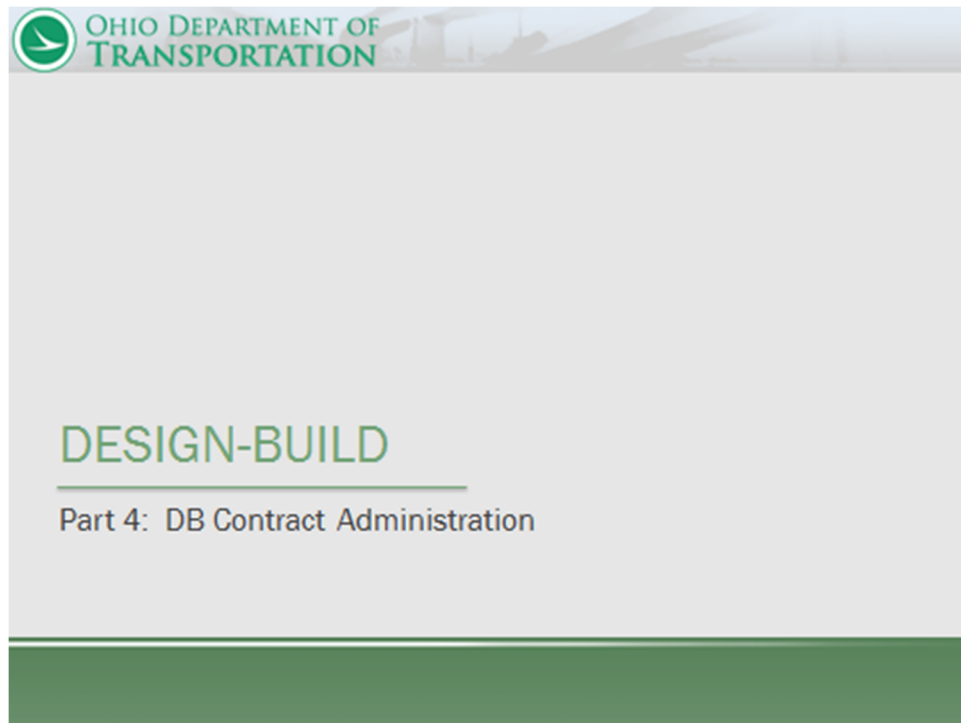 OHIO DEPARTMENT OF
TRANSPORTATION
DESIGN-BUILD
Part 4: DB Contract Administration